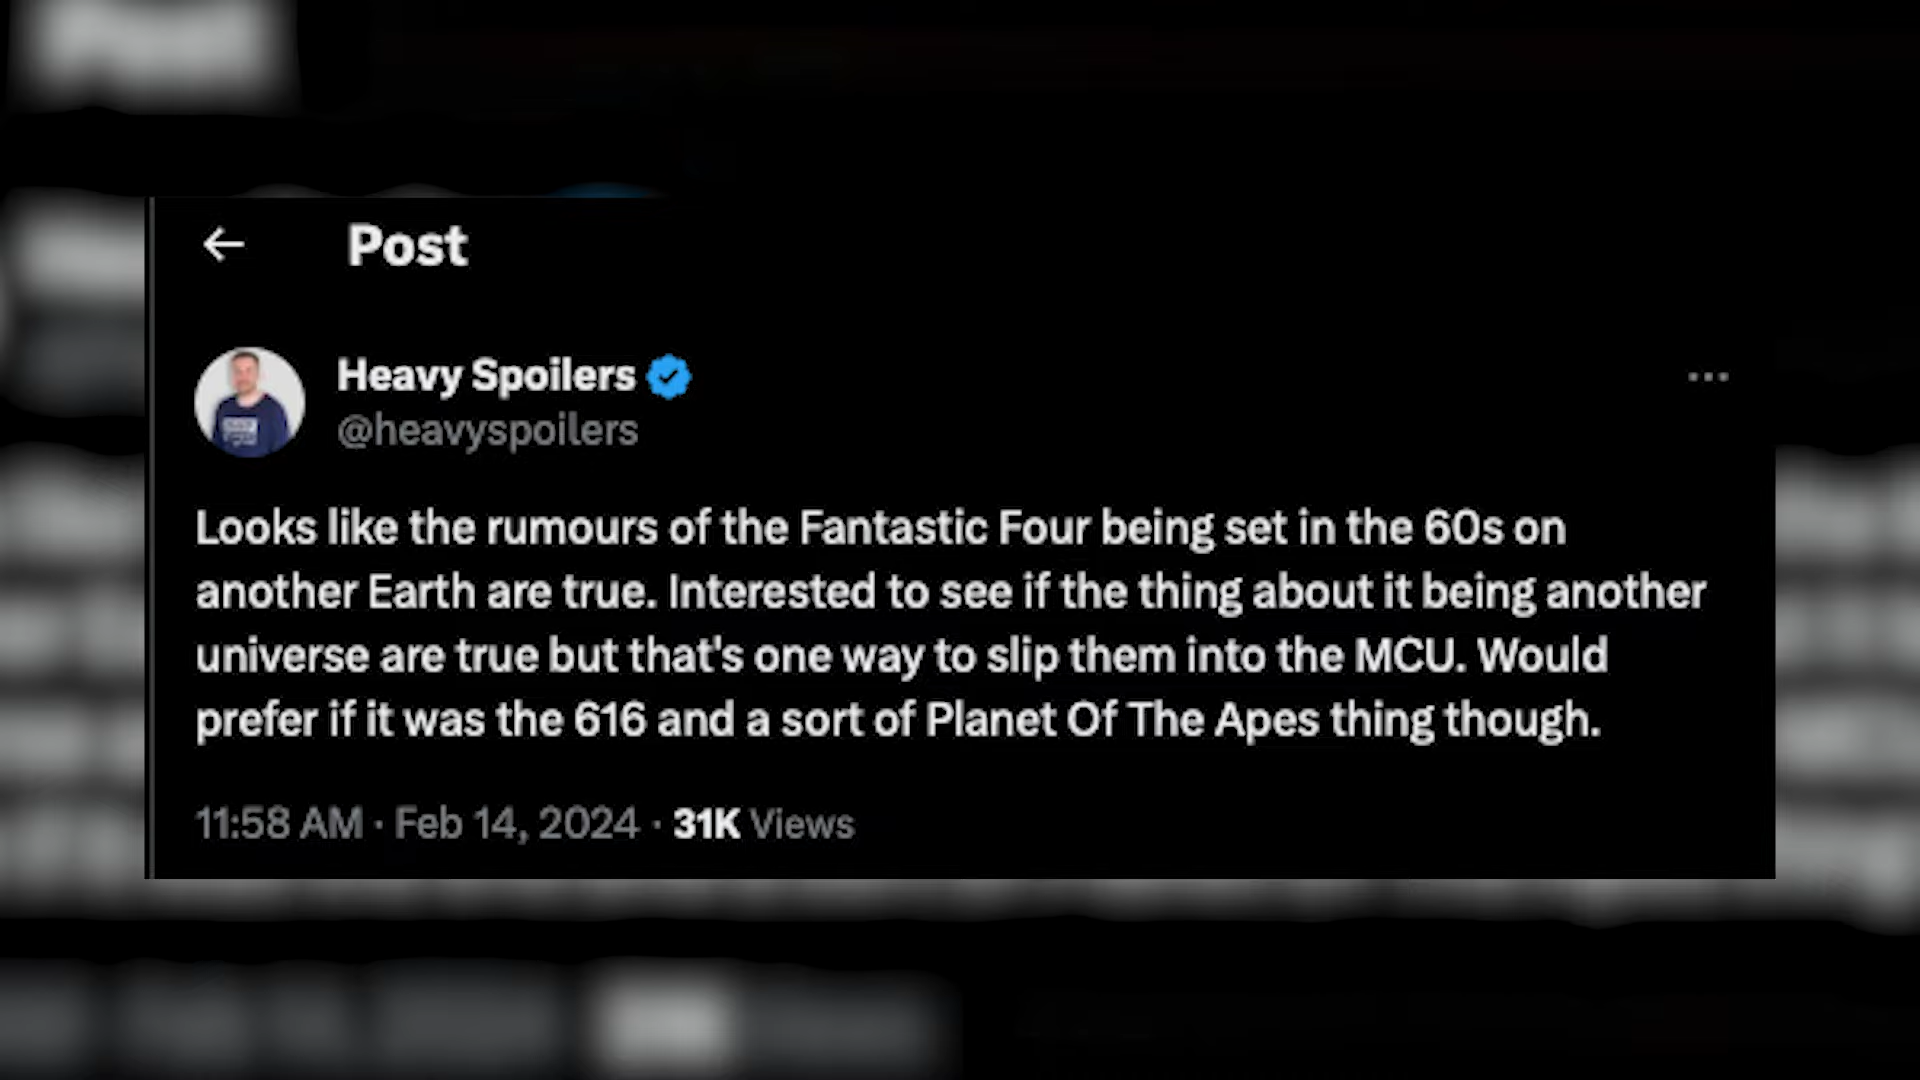 Post
Heavy Spoilers
@heavyspoilers
Looks like the rumours of the Fantastic Four being set in the 60s on
another Earth are true. Interested to see if the thing about it being another
universe are true but that's one way to slip them into the MCU. Would
prefer if it was the 616 and a sort of Planet Of The Apes thing though.
11:58 AM · Feb 14, 2024 · 31K Views